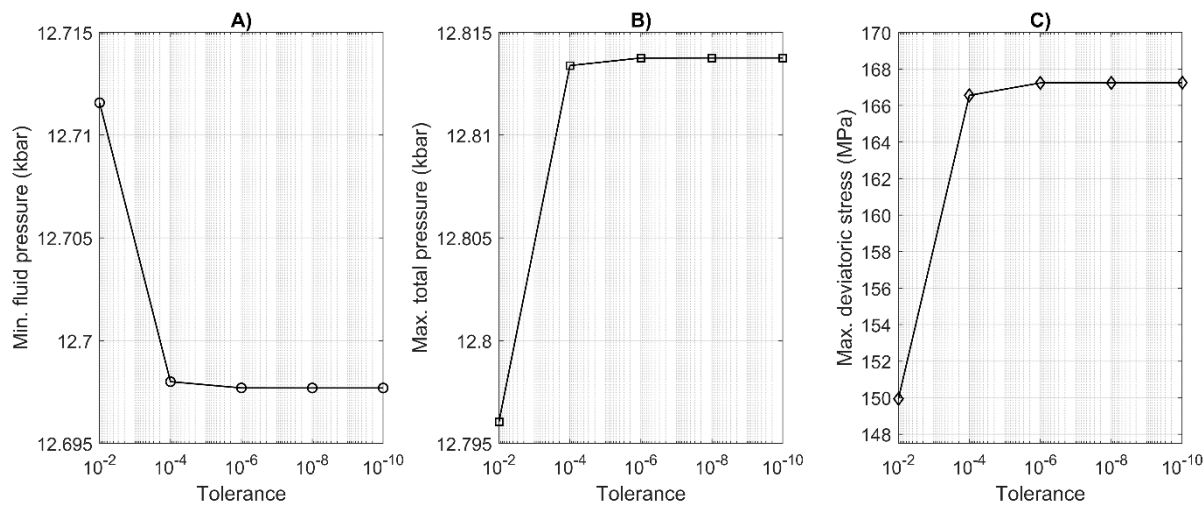 A)
12.715
12.71
12.705
12.7
12.695
Min. fluid pressure (kbar)
10-2 10-4 10-6 10-8 10-10
Tolerance
B)
12.815
12.81
12.805
12.8
12.795
Max. total pressure (kbar)
10-2 10-4 10-6 10-8 10-10
Tolerance
C)
170
168
166
164
162
160
158
156
154
152
150
148
Max. deviatoric stress (MPa)
10-2 10-4 10-6 10-8 10-10
Tolerance